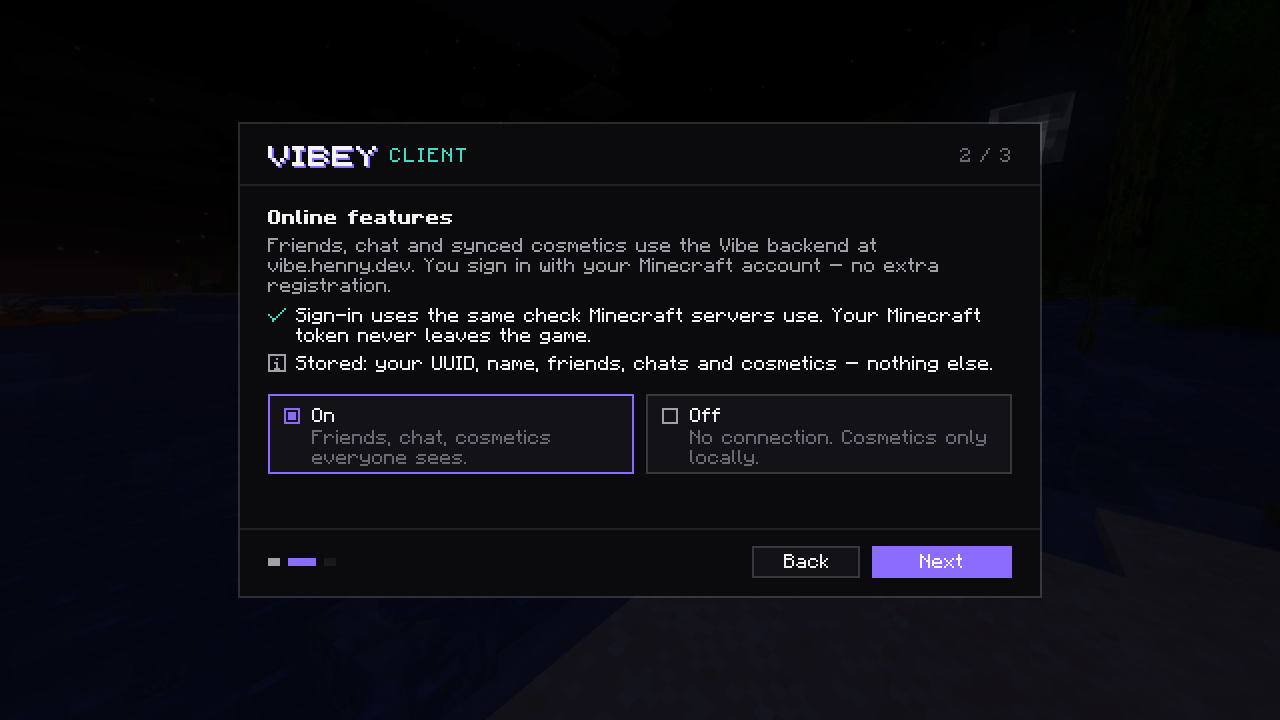 VIBEY CLIENT
2 / 3
Online features
Friends, chat and synced cosmetics use the Vibe backend at
vibe.henny.dev. You sign in with your Minecraft account — no extra
registration.
Sign-in uses the same check Minecraft servers use. Your Minecraft
token never leaves the game.
Stored: your UUID, name, friends, chats and cosmetics — nothing else.
On
Friends, chat, cosmetics
everyone sees.
Off
No connection. Cosmetics only
locally.
Back
Next